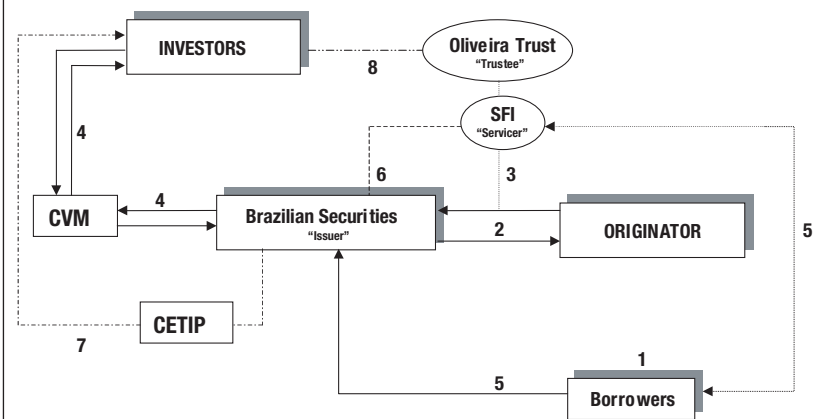 INVESTORS
Oliveira Trust
“Trustee”
8
SFI
“Servicer”
4
6
3
CVM
4
Brazilian Securities
“Issuer”
2
ORIGINATOR
5
CETIP
7
1
5
Borrowers